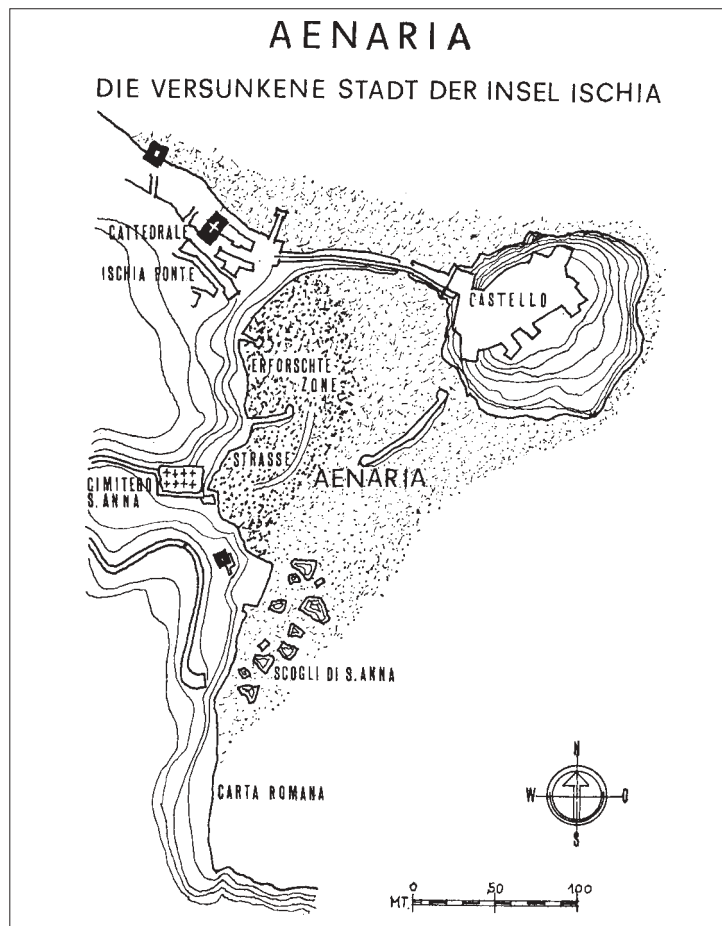 AENARIA
DIE VERSUNKENE STADT DER INSEL ISCHIA
CATTEDRALE
ISCHIA PONTE
CASTELLO
ERFORSCHTE
ZONE
STRASSE
AENARIA
CIMITERO
S. ANNA
SCOGLI DI S. ANNA
CARTA ROMANA
N
W O
S
MT. 0 50 100